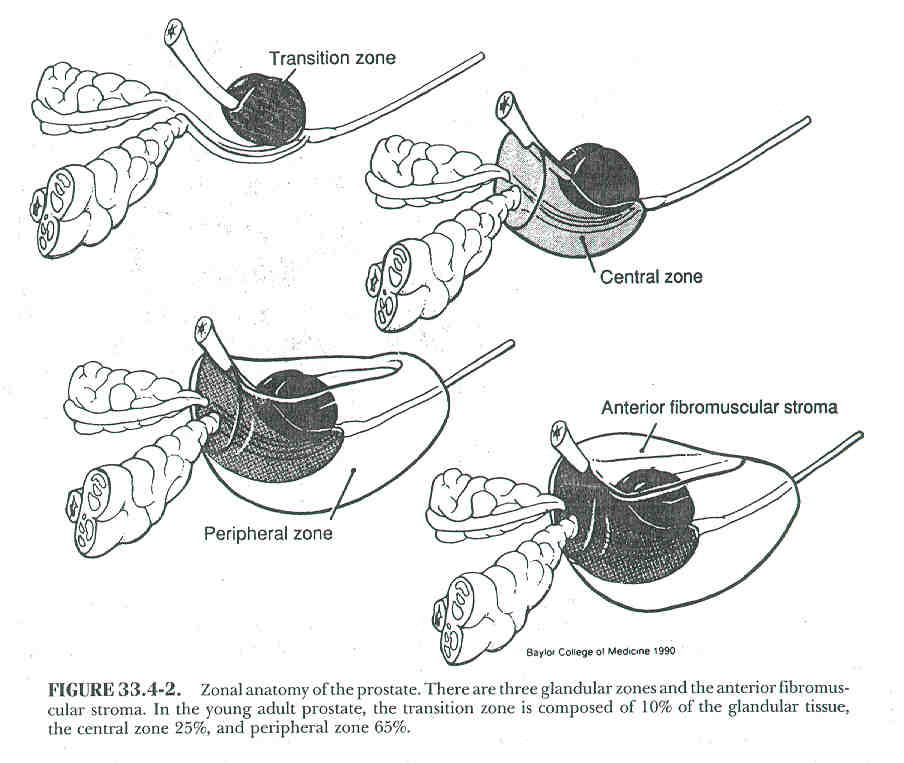 Transition zone
Central zone
Anterior fibromuscular stroma
Peripheral zone
Baylor College of Medicine 1990
FIGURE 33.4-2. Zonal anatomy of the prostate. There are three glandular zones and the anterior fibromus-
cular stroma. In the young adult prostate, the transition zone is composed of 10% of the glandular tissue,
the central zone 25%, and peripheral zone 65%.